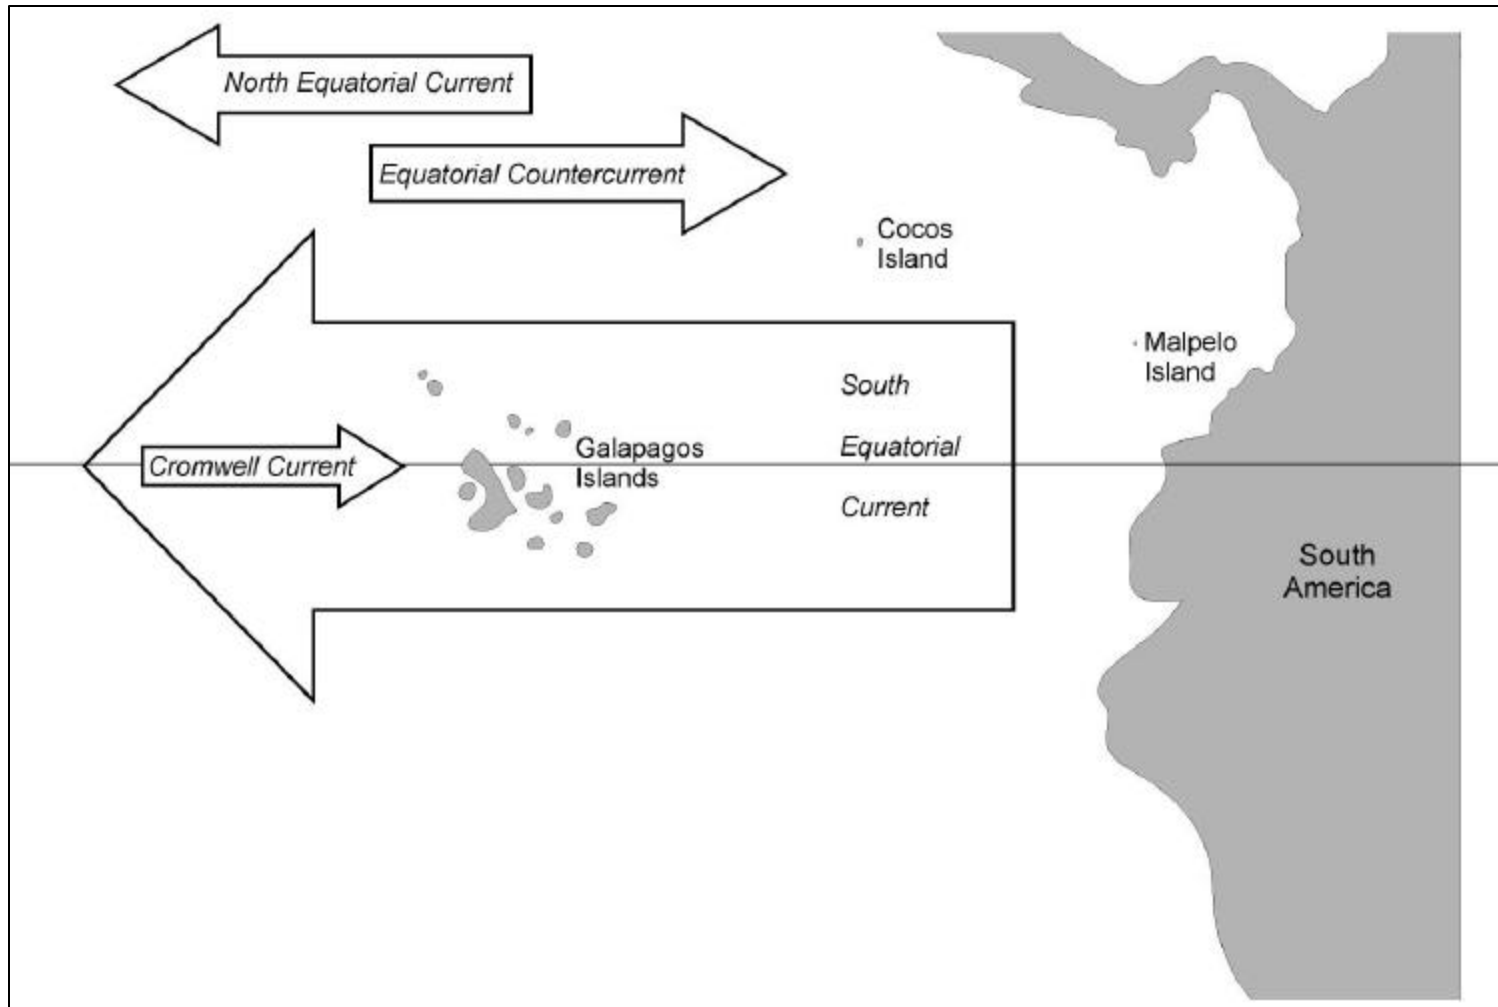 North Equatorial Current
Equatorial Countercurrent
Cocos
Island
Malpelo
Island
South
Equatorial
Current
Galapagos
Islands
Cromwell Current
South
America